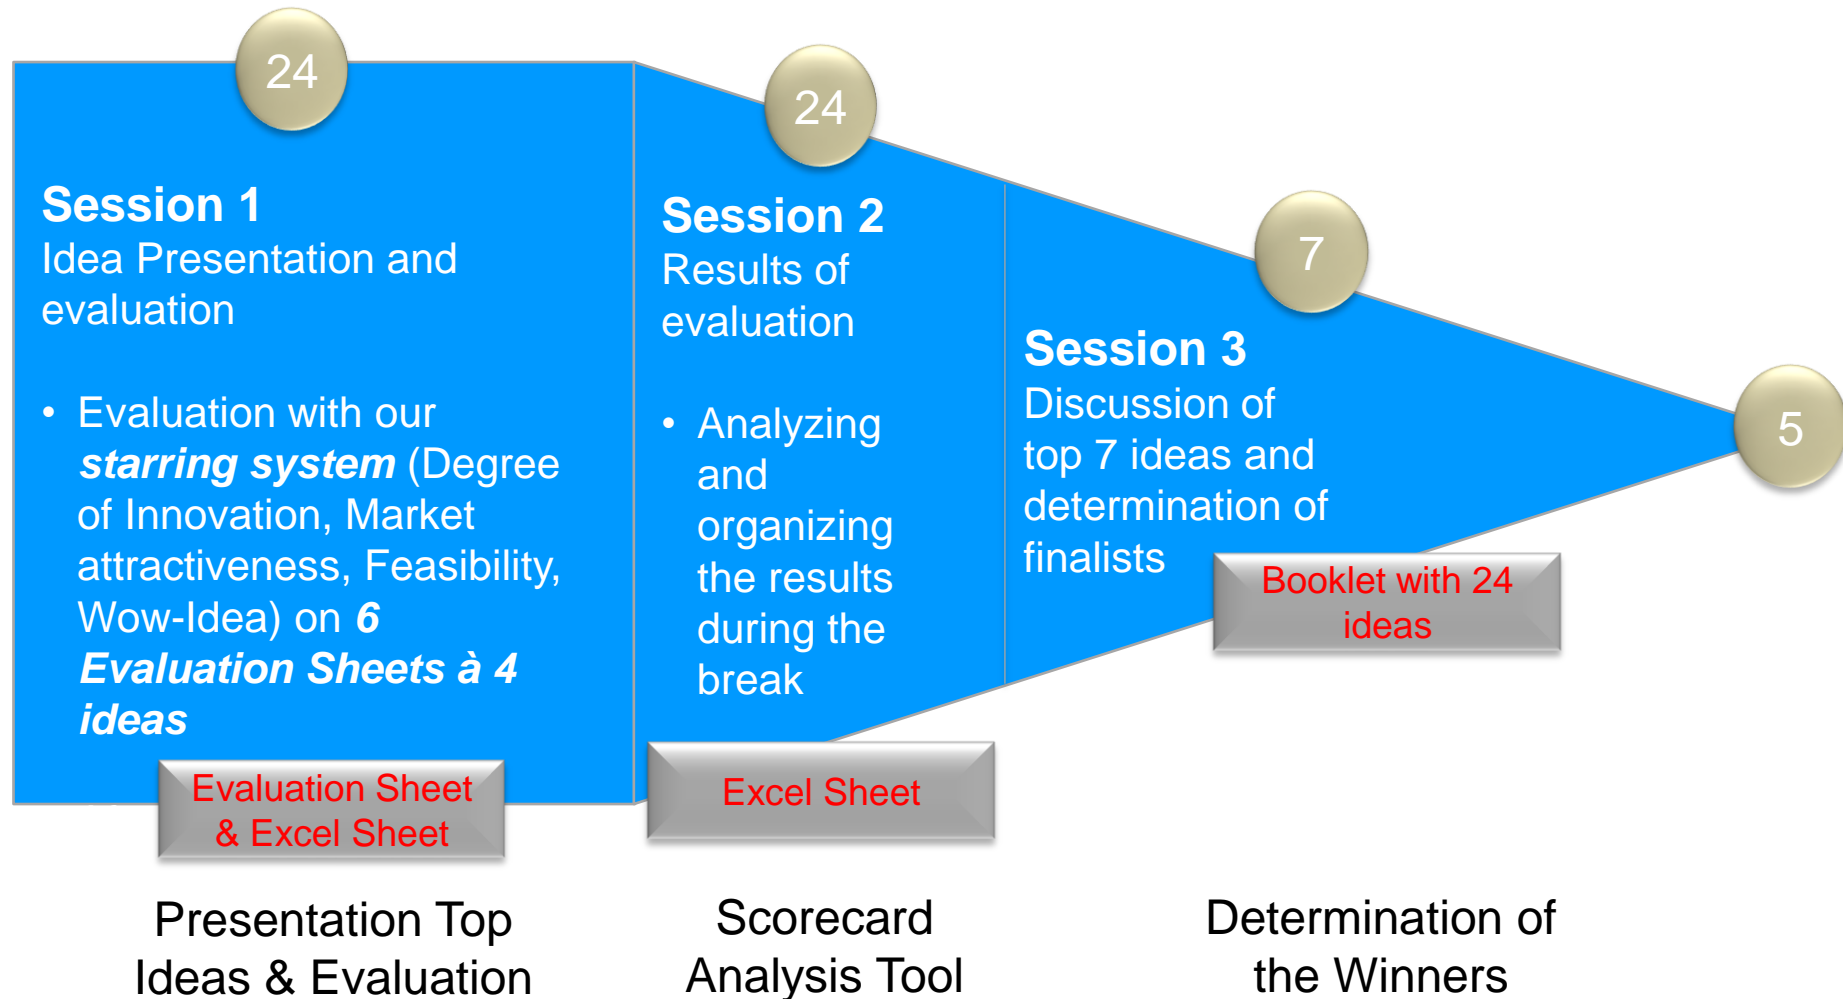 24
Session 1
Idea Presentation and
evaluation
• Evaluation with our
starring system (Degree
of Innovation, Market
attractiveness, Feasibility,
Wow-Idea) on 6
Evaluation Sheets à 4
ideas
Evaluation Sheet
& Excel Sheet
Presentation Top
Ideas & Evaluation
24
Session 2
Results of
evaluation
• Analyzing
and
organizing
the results
during the
break
Excel Sheet
Scorecard
Analysis Tool
7
Session 3
Discussion of
top 7 ideas and
determination of
finalists
Booklet with 24
ideas
Determination of
the Winners
5